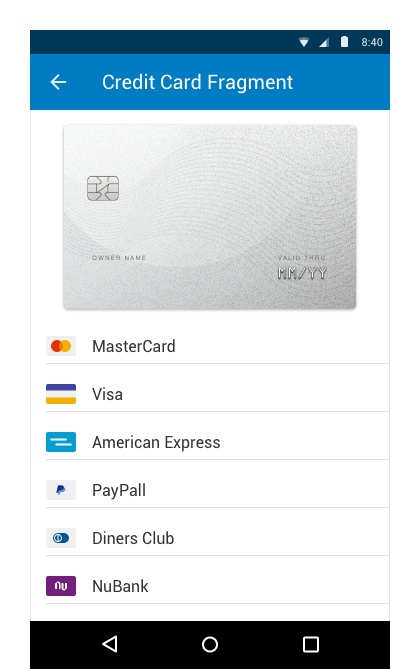 8:40
Credit Card Fragment
OWNER NAME
VALID THRU
MM/YY
MasterCard
Visa
American Express
PayPall
Diners Club
nu NuBank